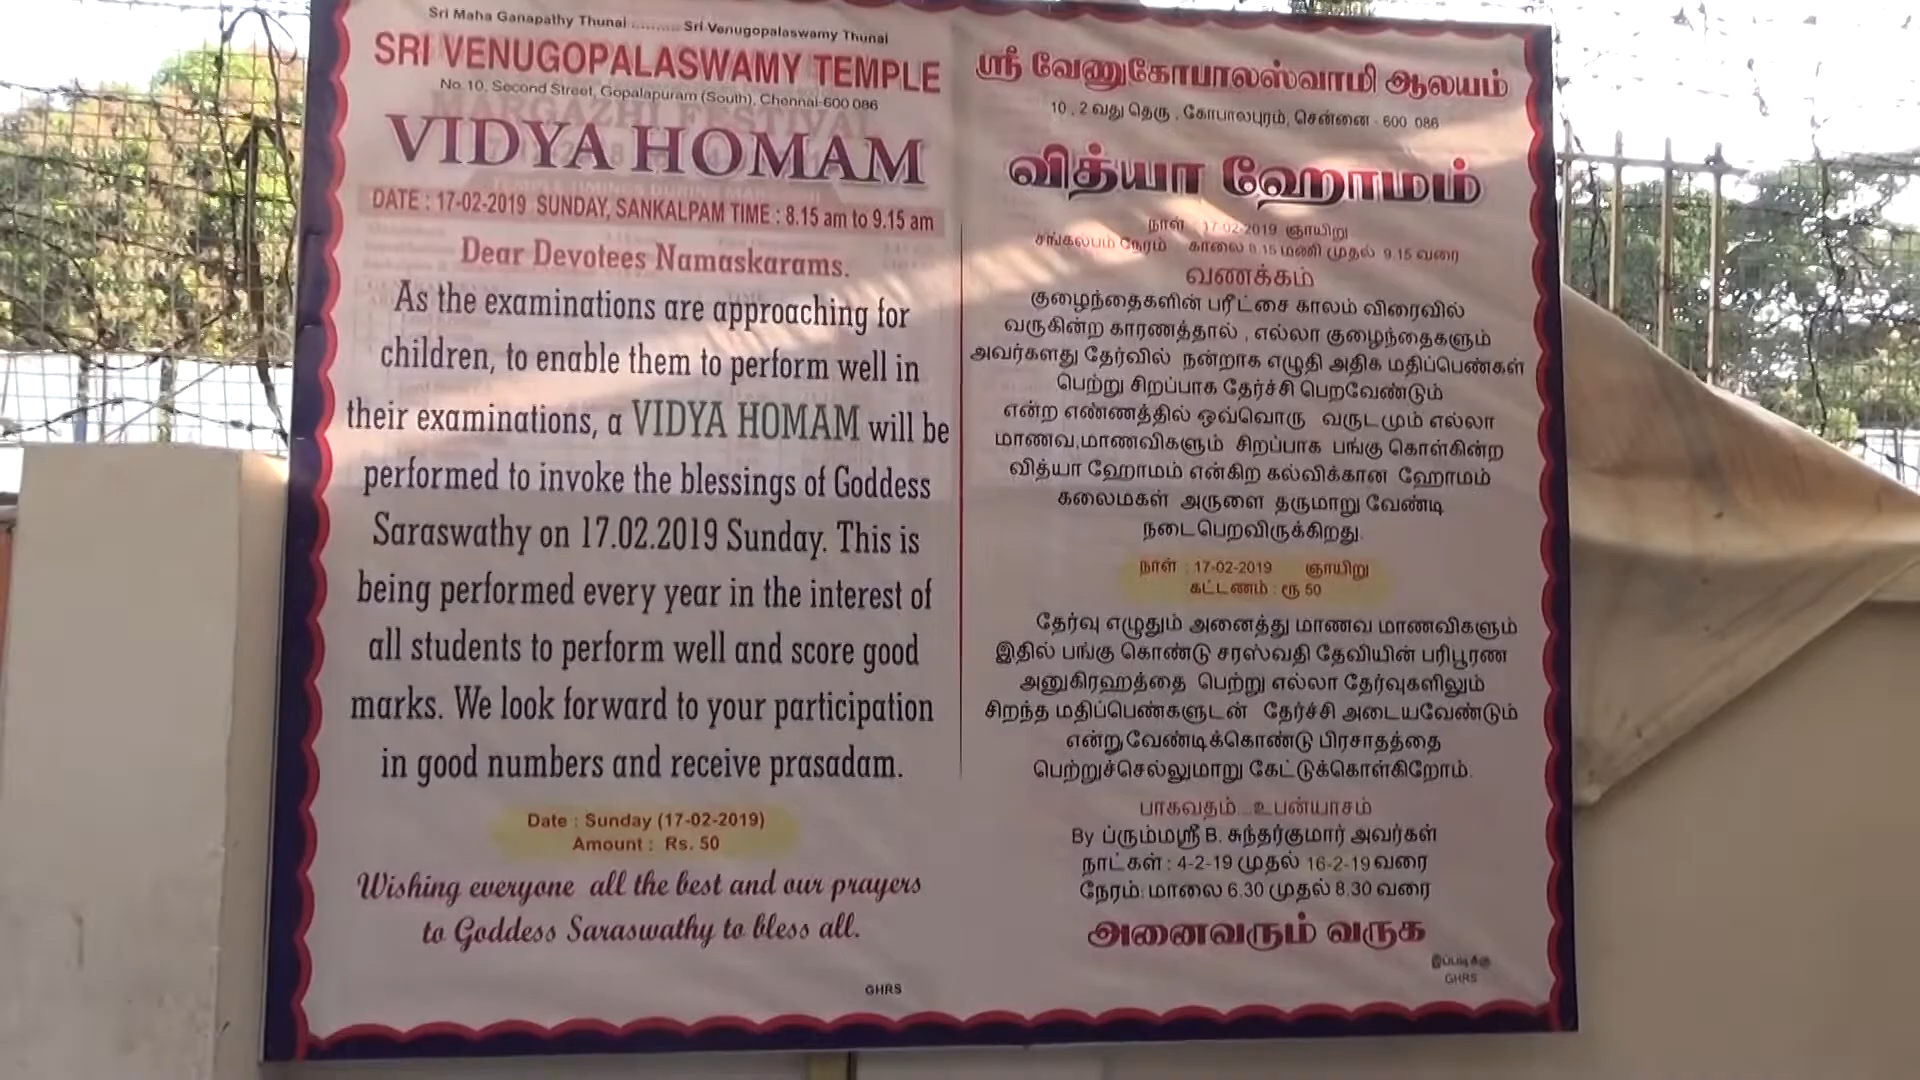 Sri Maha Ganapathy Thunai ......... Sri Venugopalaswamy Thunai
SRI VENUGOPALASWAMY TEMPLE
No.10, Second Street, Gopalapuram (South), Chennai-600 086
VIDYA HOMAM
DATE : 17-02-2019 SUNDAY, SANKALPAM TIME : 8.15 am to 9.15 am
Dear Devotees Namaskarams.
As the examinations are approaching for
children, to enable them to perform well in
their examinations, a VIDYA HOMAM will be
performed to invoke the blessings of Goddess
Saraswathy on 17.02.2019 Sunday. This is
being performed every year in the interest of
all students to perform well and score good
marks. We look forward to your participation
in good numbers and receive prasadam.
Date : Sunday (17-02-2019)
Amount : Rs. 50
Wishing everyone all the best and our prayers
to Goddess Saraswathy to bless all.
GHRS
ஸ்ரீ வேணுகோபாலஸ்வாமி ஆலயம்
10 , 2 வது தெரு , கோபாலபுரம், சென்னை - 600 086
வித்யா ஹோமம்
நாள் : 17-02-2019 ஞாயிறு
சங்கல்பம் நேரம் காலை 8.15 மணி முதல் 9.15 வரை
வணக்கம்
குழைந்தைகளின் பரீட்சை காலம் விரைவில்
வருகின்ற காரணத்தால் , எல்லா குழைந்தைகளும்
அவர்களது தேர்வில் நன்றாக எழுதி அதிக மதிப்பெண்கள்
பெற்று சிறப்பாக தேர்ச்சி பெறவேண்டும்
என்ற எண்ணத்தில் ஒவ்வொரு வருடமும் எல்லா
மாணவ,மாணவிகளும் சிறப்பாக பங்கு கொள்கின்ற
வித்யா ஹோமம் என்கிற கல்விக்கான ஹோமம்
கலைமகள் அருளை தருமாறு வேண்டி
நடைபெறவிருக்கிறது.
நாள் : 17-02-2019 ஞாயிறு
கட்டணம் : ரூ 50
தேர்வு எழுதும் அனைத்து மாணவ மாணவிகளும்
இதில் பங்கு கொண்டு சரஸ்வதி தேவியின் பரிபூரண
அனுகிரஹத்தை பெற்று எல்லா தேர்வுகளிலும்
சிறந்த மதிப்பெண்களுடன் தேர்ச்சி அடையவேண்டும்
என்று வேண்டிக்கொண்டு பிரசாதத்தை
பெற்றுச்செல்லுமாறு கேட்டுக்கொள்கிறோம்.
பாகவதம்...உபன்யாசம்
By ப்ரும்மஸ்ரீ B. சுந்தர்குமார் அவர்கள்
நாட்கள் : 4-2-19 முதல் 16-2-19 வரை
நேரம்: மாலை 6.30 முதல் 8.30 வரை
அனைவரும் வருக
இப்படிக்கு
GHRS